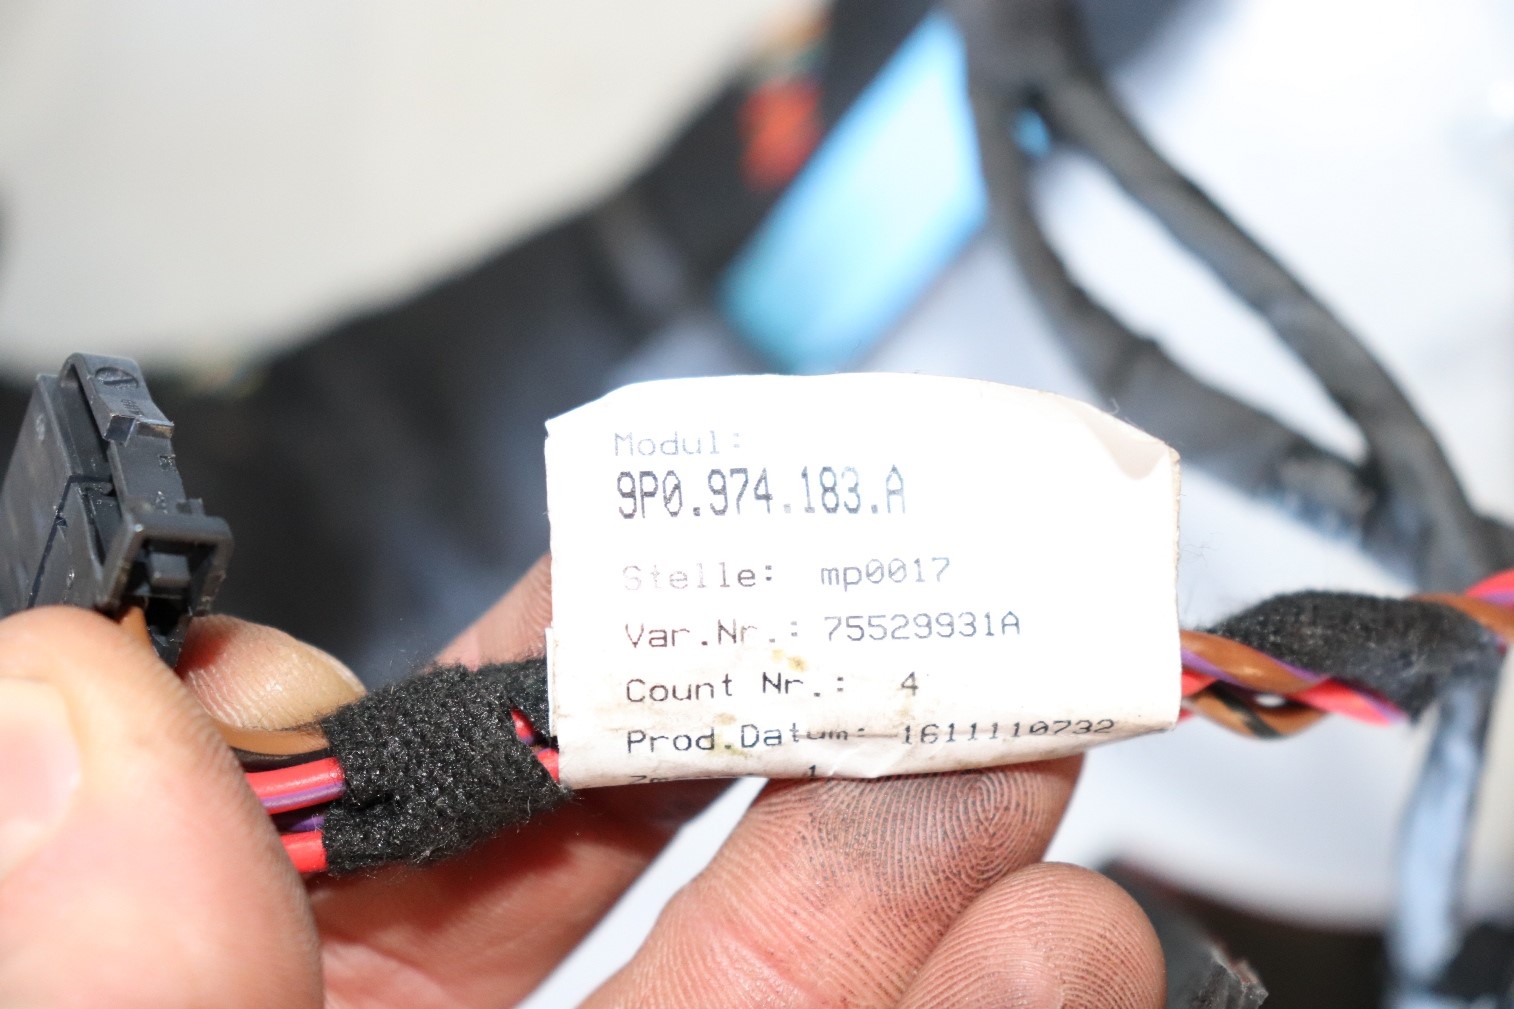 Modul:
9P0.974.183.A
Stelle: mp0017
Var.Nr.: 75529931A
Count Nr.: 4
Prod.Datum: 1611110732